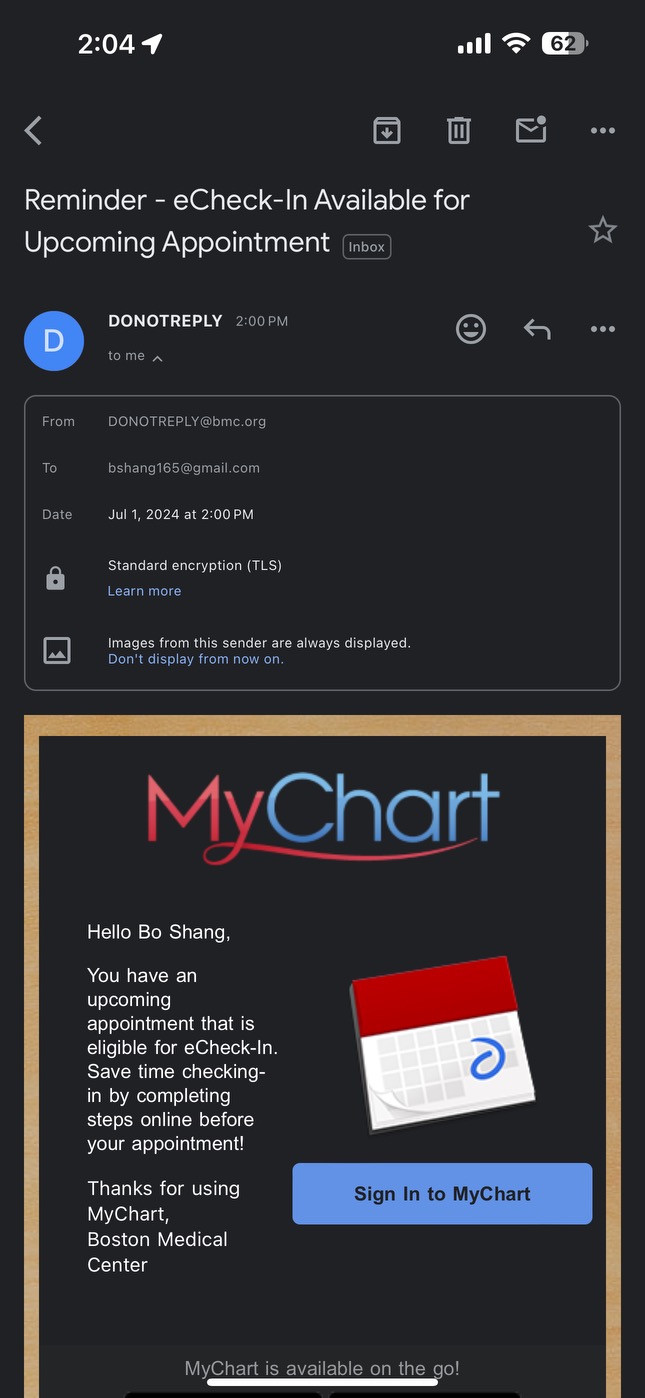 2:04
62
Reminder - eCheck-In Available for
Upcoming Appointment Inbox
D
DONOTREPLY 2:00 PM
to me
From DONOTREPLY@bmc.org
To bshang165@gmail.com
Date Jul 1, 2024 at 2:00 PM
Standard encryption (TLS)
Learn more
Images from this sender are always displayed.
Don't display from now on.
MyChart
Hello Bo Shang,
You have an
upcoming
appointment that is
eligible for eCheck-In.
Save time checking-
in by completing
steps online before
your appointment!
Sign In to MyChart
Thanks for using
MyChart,
Boston Medical
Center
MyChart is available on the go!